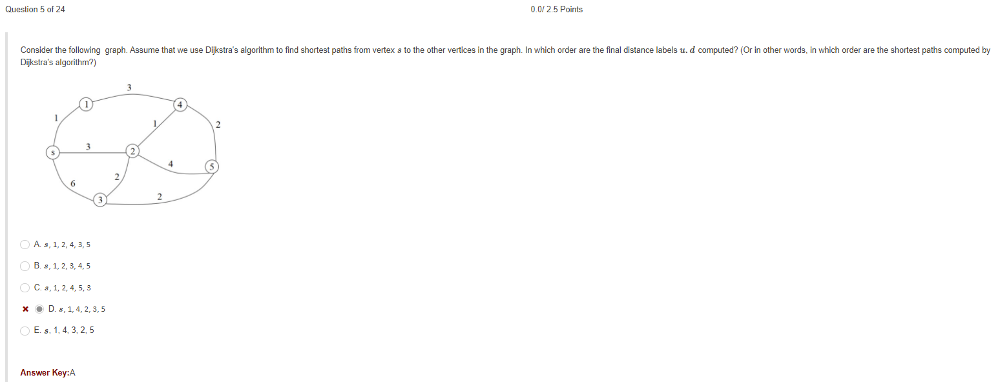 Question 5 of 24
0.0/ 2.5 Points
Consider the following graph. Assume that we use Dijkstra's algorithm to find shortest paths from vertex s to the other vertices in the graph. In which order are the final distance labels u. d computed? (Or in other words, in which order are the shortest paths computed by
Dijkstra's algorithm?)
3
1
4
1
1
2
3
s
2
4
5
2
6
3
2
A. s, 1, 2, 4, 3, 5
B. s, 1, 2, 3, 4, 5
C. s, 1, 2, 4, 5, 3
D. s, 1, 4, 2, 3, 5
E. s, 1, 4, 3, 2, 5
Answer Key:A